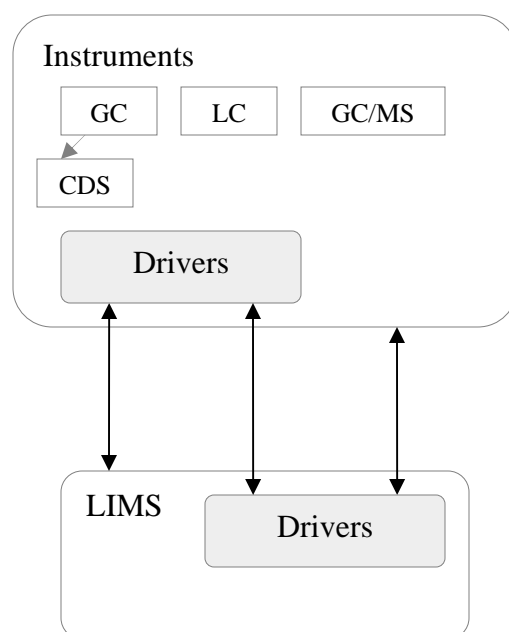 Instruments
GC LC GC/MS
CDS
Drivers
LIMS
Drivers